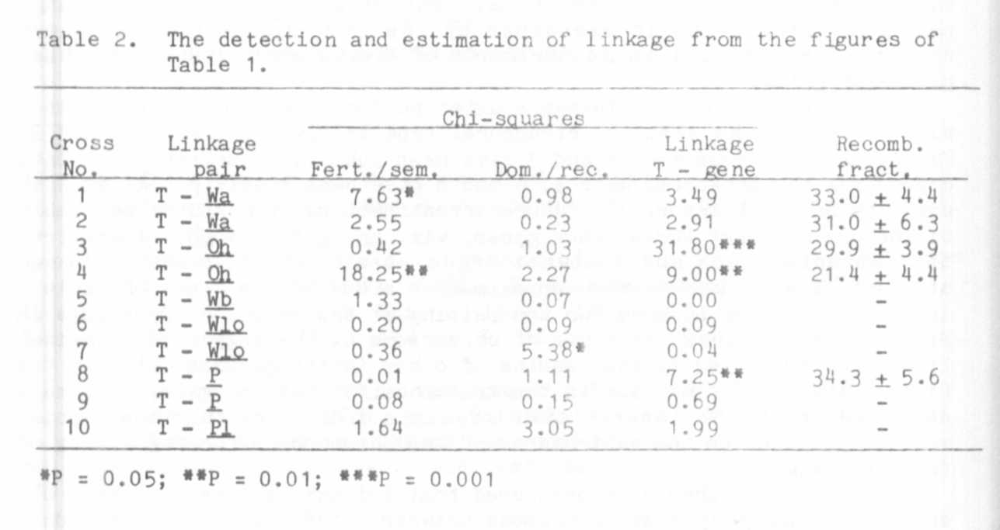 Table 2. The detection and estimation of linkage from the figures of
Table 1.
Chi-squares
Cross Linkage Linkage Recomb.
No. pair Fert./sem. Dom./rec. T - gene fract.
1 T - Wa 7.63* 0.98 3.49 33.0 ± 4.4
2 T - Wa 2.55 0.23 2.91 31.0 ± 6.3
3 T - Oh 0.42 1.03 31.80*** 29.9 ± 3.9
4 T - Oh 18.25** 2.27 9.00** 21.4 ± 4.4
5 T - Wb 1.33 0.07 0.00 -
6 T - Wlo 0.20 0.09 0.09 -
7 T - Wlo 0.36 5.38* 0.04 -
8 T - P 0.01 1.11 7.25** 34.3 ± 5.6
9 T - P 0.08 0.15 0.69 -
10 T - Pl 1.64 3.05 1.99 -
*P = 0.05; **P = 0.01; ***P = 0.001